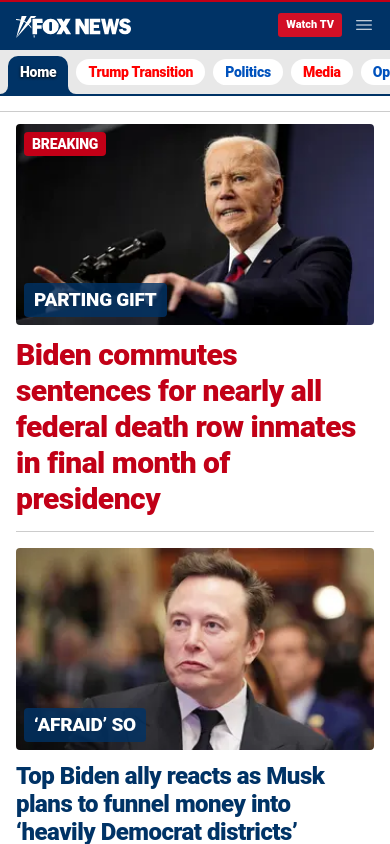 FOX NEWS
Watch TV
Home
Trump Transition
Politics
Media
Op
BREAKING
PARTING GIFT
Biden commutes
sentences for nearly all
federal death row inmates
in final month of
presidency
‘AFRAID’ SO
Top Biden ally reacts as Musk
plans to funnel money into
‘heavily Democrat districts’